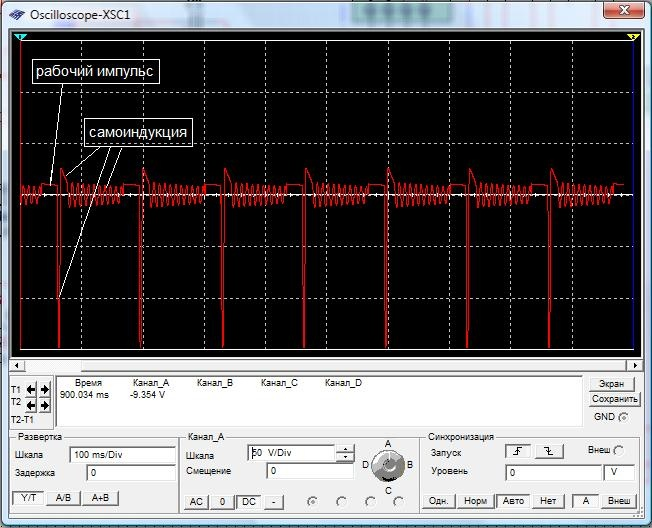 Oscilloscope-XSC1
1
2
рабочий импульс
самоиндукция
Время Канал_A Канал_B Канал_C Канал_D
T1
T2
T2-T1
900.034 ms -9.354 V
Экран
Сохранить
GND
Развертка
Шкала 100 ms/Div
Задержка 0
Y/T A/B A+B
Канал_A
Шкала 50 V/Div
Смещение 0
A
D B
C
AC 0 DC -
Синхронизация
Запуск Внеш
Уровень 0 V
Одн. Норм Авто Нет A Внеш